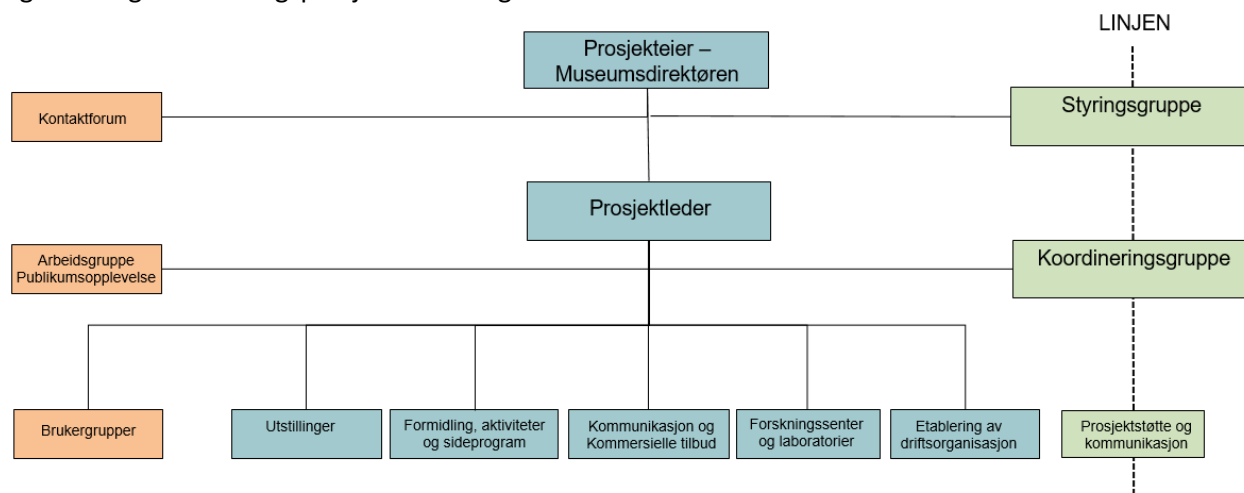 LINJEN
Prosjekteier –
Museumsdirektøren
Kontaktforum
Styringsgruppe
Prosjektleder
Arbeidsgruppe
Publikumsopplevelse
Koordineringsgruppe
Brukergrupper
Utstillinger
Formidling, aktiviteter
og sideprogram
Kommunikasjon og
Kommersielle tilbud
Forskningssenter
og laboratorier
Etablering av
driftsorganisasjon
Prosjektstøtte og
kommunikasjon